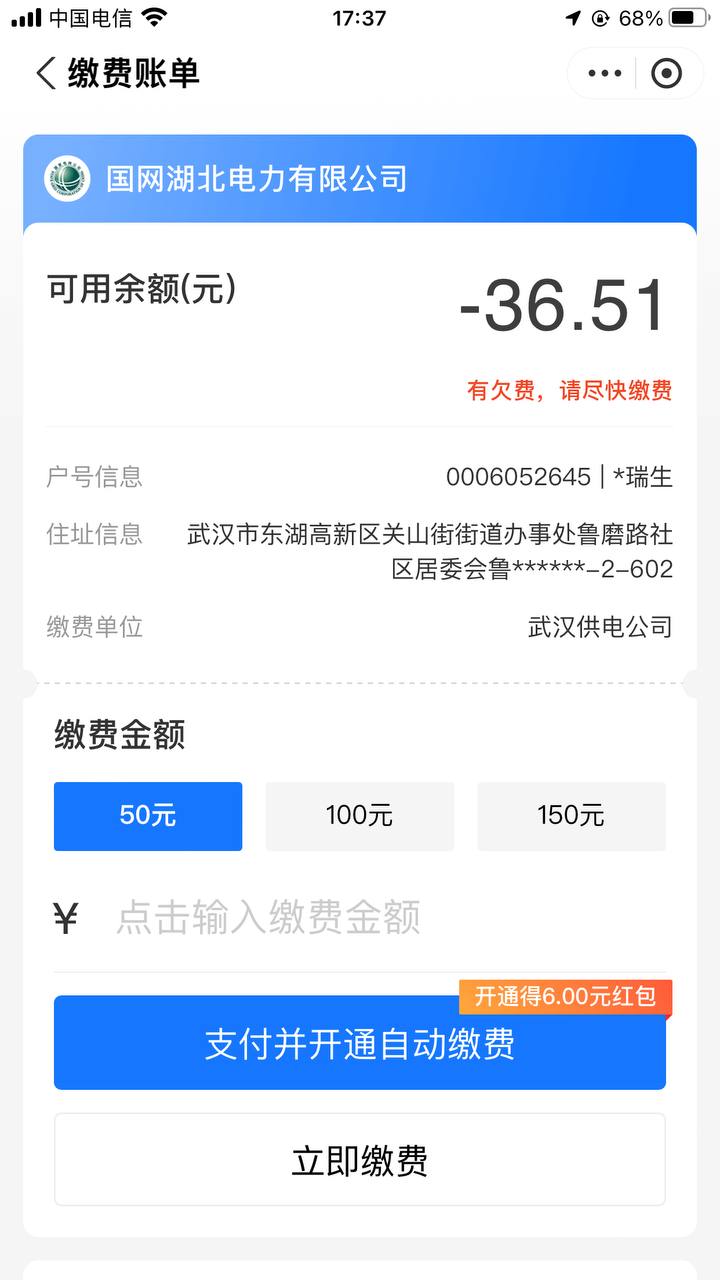 中国电信 17:37 68%
缴费账单
国网湖北电力有限公司
可用余额(元) -36.51
有欠费，请尽快缴费
户号信息 0006052645 | *瑞生
住址信息 武汉市东湖高新区关山街街道办事处鲁磨路社
区居委会鲁******-2-602
缴费单位 武汉供电公司
缴费金额
50元 100元 150元
¥ 点击输入缴费金额
开通得6.00元红包
支付并开通自动缴费
立即缴费